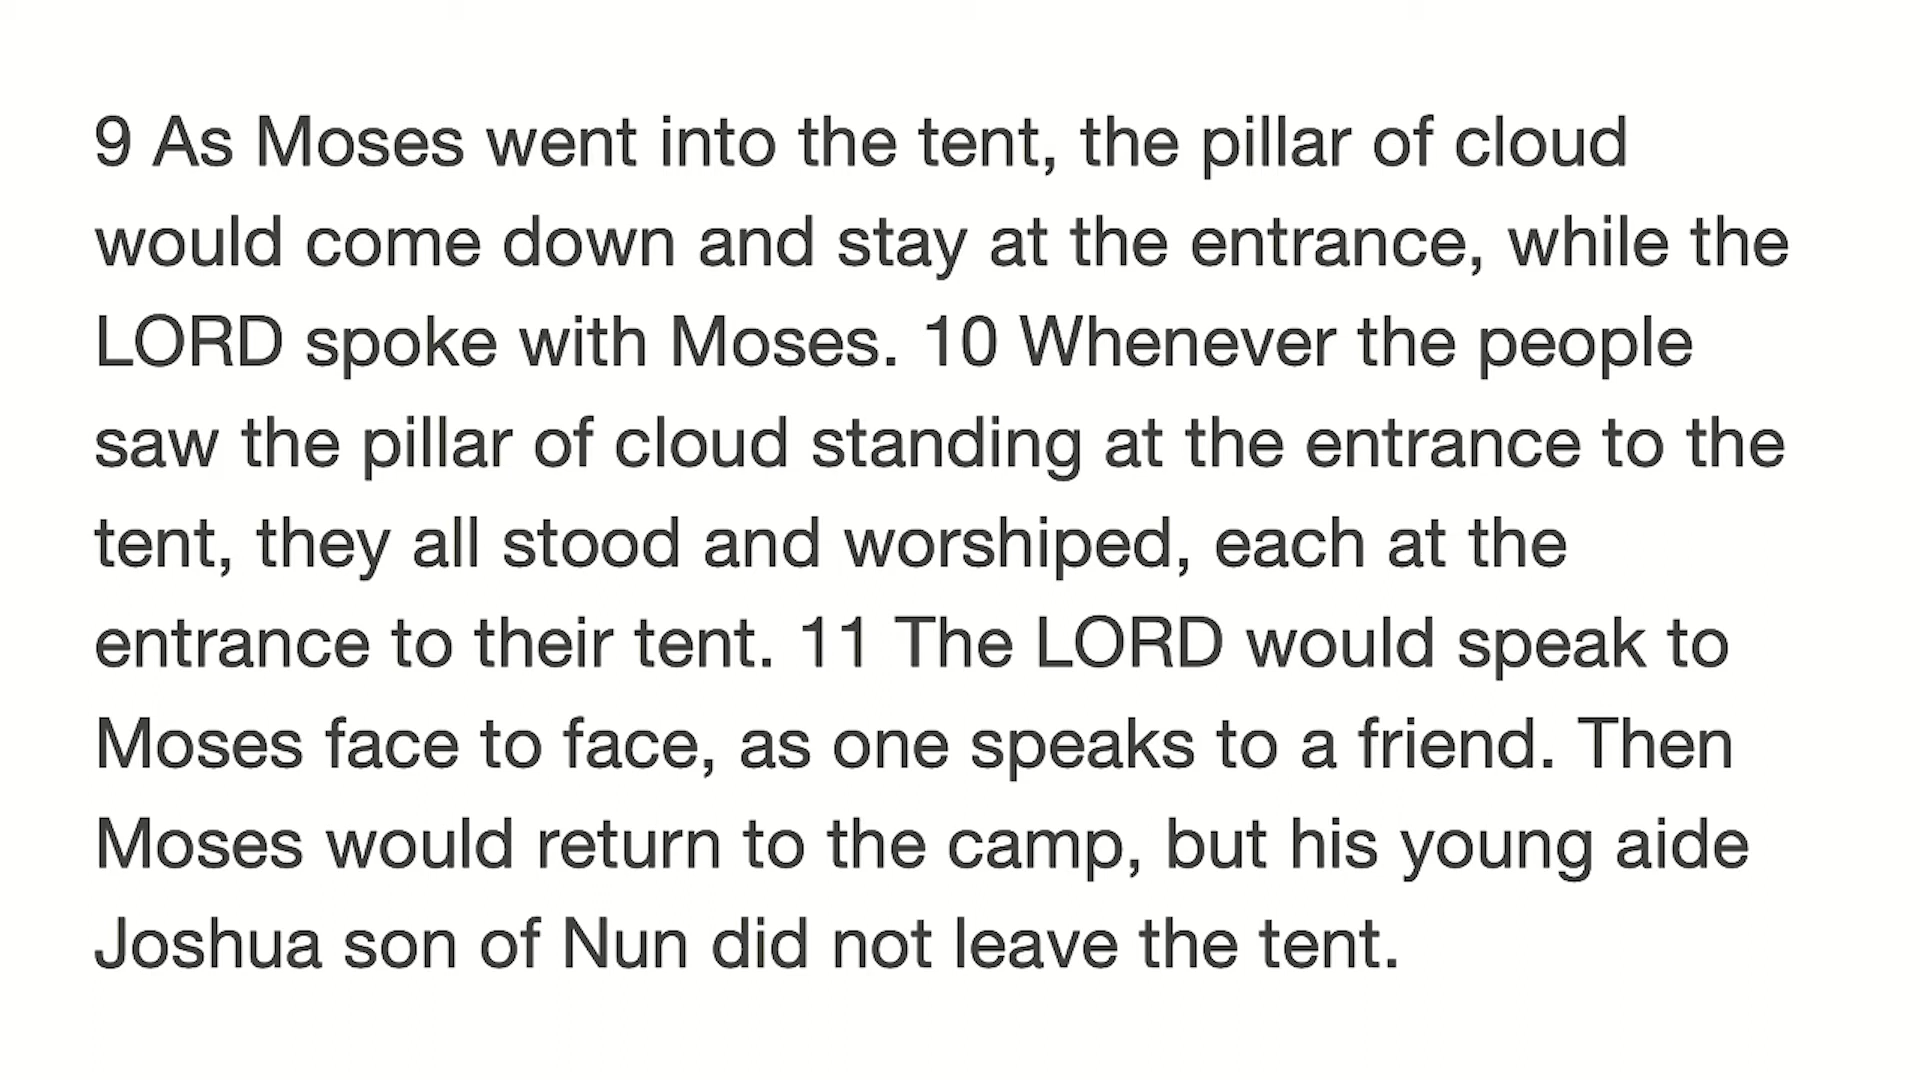 9 As Moses went into the tent, the pillar of cloud
would come down and stay at the entrance, while the
LORD spoke with Moses. 10 Whenever the people
saw the pillar of cloud standing at the entrance to the
tent, they all stood and worshiped, each at the
entrance to their tent. 11 The LORD would speak to
Moses face to face, as one speaks to a friend. Then
Moses would return to the camp, but his young aide
Joshua son of Nun did not leave the tent.